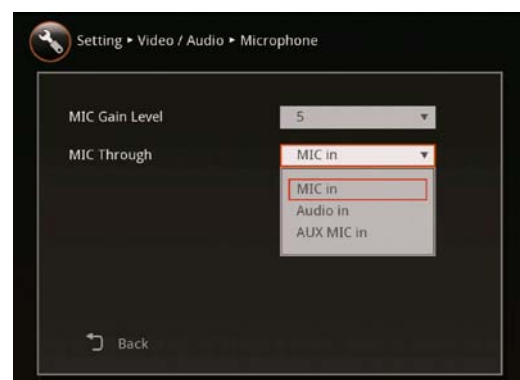 Setting ▸ Video / Audio ▸ Microphone
MIC Gain Level 5
MIC Through MIC in
MIC in
Audio in
AUX MIC in
Back